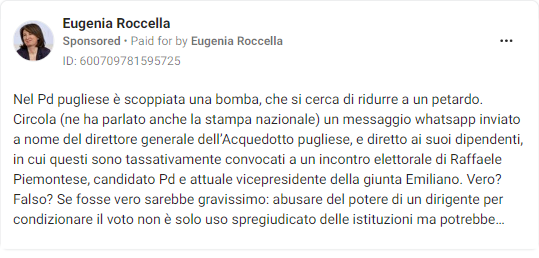 Eugenia Roccella
Sponsored • Paid for by Eugenia Roccella
ID: 600709781595725
Nel Pd pugliese è scoppiata una bomba, che si cerca di ridurre a un petardo.
Circola (ne ha parlato anche la stampa nazionale) un messaggio whatsapp inviato
a nome del direttore generale dell’Acquedotto pugliese, e diretto ai suoi dipendenti,
in cui questi sono tassativamente convocati a un incontro elettorale di Raffaele
Piemontese, candidato Pd e attuale vicepresidente della giunta Emiliano. Vero?
Falso? Se fosse vero sarebbe gravissimo: abusare del potere di un dirigente per
condizionare il voto non è solo uso spregiudicato delle istituzioni ma potrebbe…